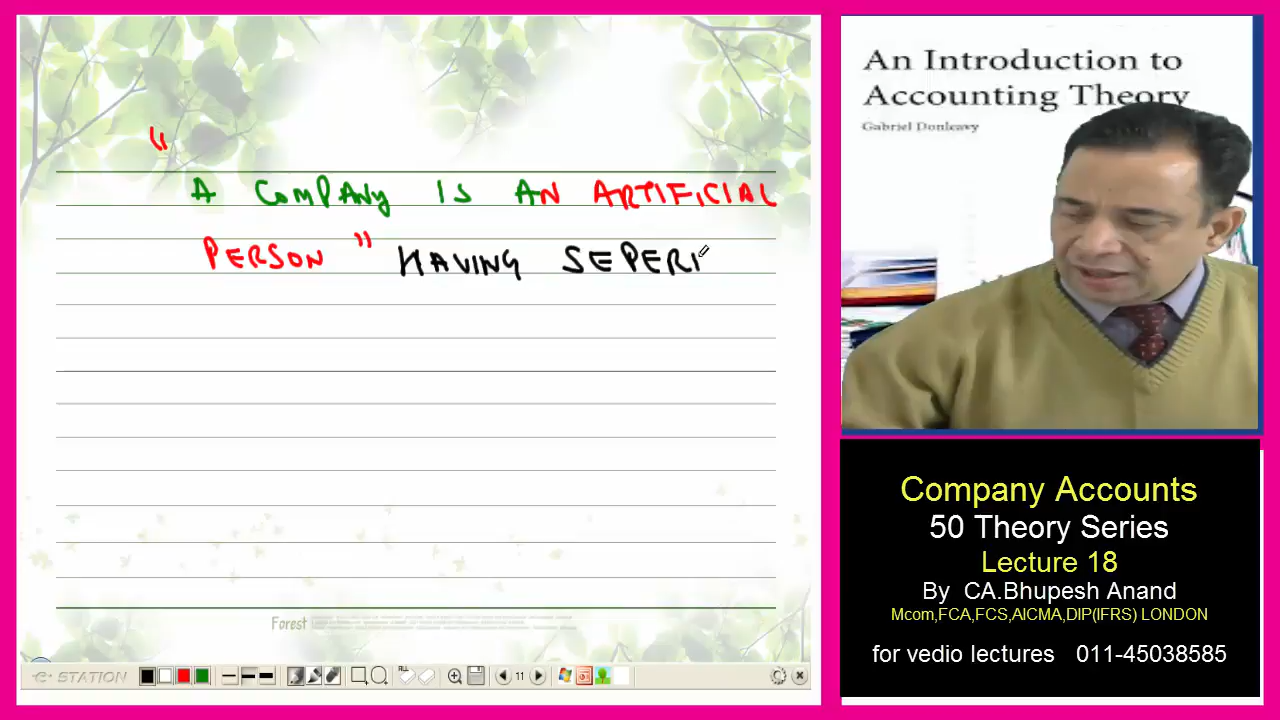 "
A COMPANY IS AN ARTIFICIAL
PERSON" HAVING SEPER
Forest
e-STATION
11
An Introduction to
Accounting Theory
Gabriel Donleavy
Company Accounts
50 Theory Series
Lecture 18
By CA.Bhupesh Anand
Mcom,FCA,FCS,AICMA,DIP(IFRS) LONDON
for vedio lectures 011-45038585